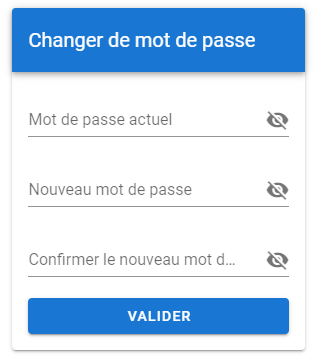 Changer de mot de passe
Mot de passe actuel
Nouveau mot de passe
Confirmer le nouveau mot d...
VALIDER